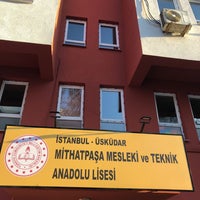 İSTANBUL - ÜSKÜDAR
MİTHATPAŞA MESLEKİ ve TEKNİK
ANADOLU LİSESİ